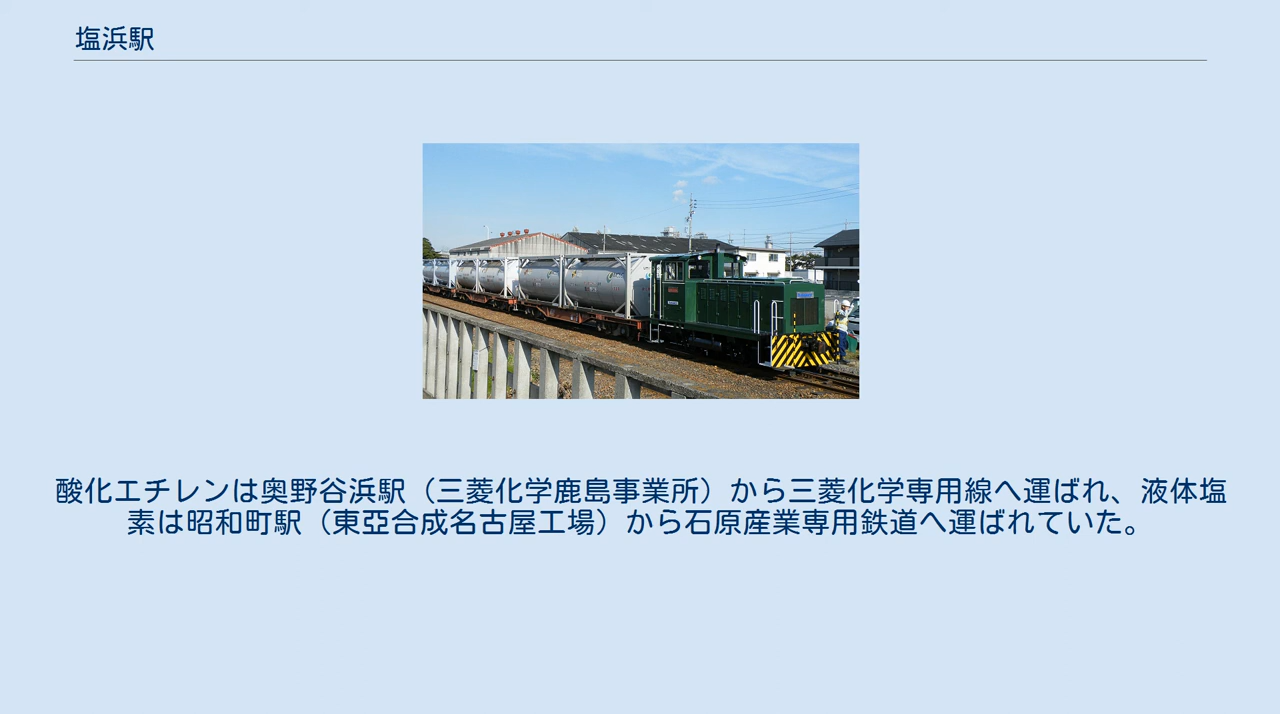 塩浜駅
酸化エチレンは奥野谷浜駅（三菱化学鹿島事業所）から三菱化学専用線へ運ばれ、液体塩
素は昭和町駅（東亞合成名古屋工場）から石原産業専用鉄道へ運ばれていた。